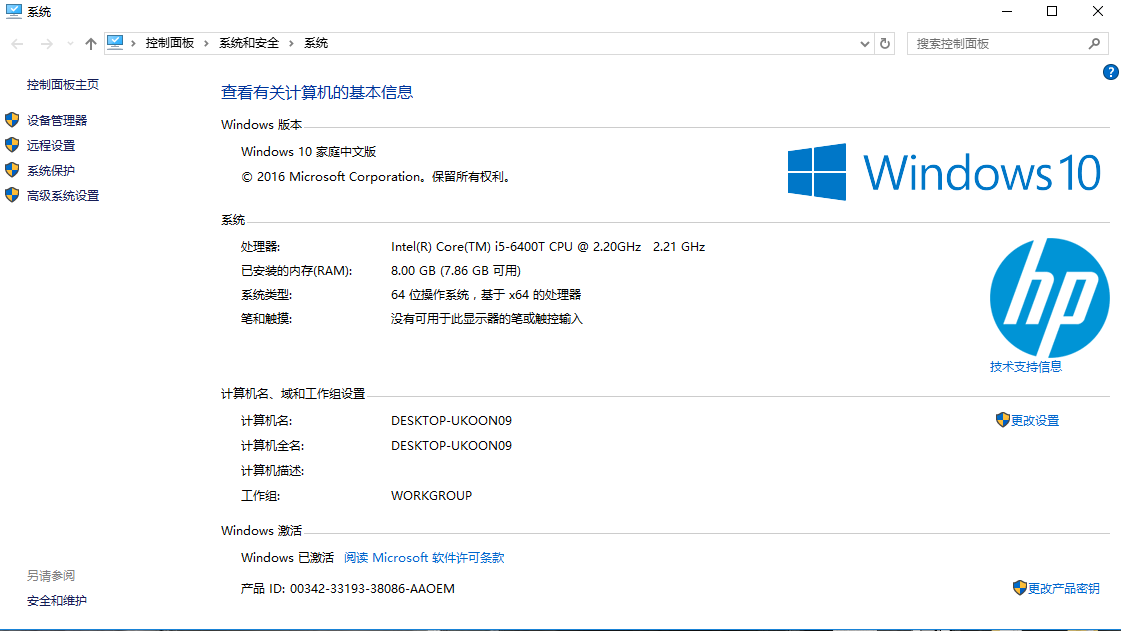 系统
控制面板 › 系统和安全 › 系统
搜索控制面板
?
控制面板主页
设备管理器
远程设置
系统保护
高级系统设置
查看有关计算机的基本信息
Windows 版本
Windows 10 家庭中文版
© 2016 Microsoft Corporation。保留所有权利。
Windows 10
系统
处理器: Intel(R) Core(TM) i5-6400T CPU @ 2.20GHz 2.21 GHz
已安装的内存(RAM): 8.00 GB (7.86 GB 可用)
系统类型: 64 位操作系统，基于 x64 的处理器
笔和触摸: 没有可用于此显示器的笔或触控输入
hp
技术支持信息
计算机名、域和工作组设置
计算机名: DESKTOP-UKOON09
更改设置
计算机全名: DESKTOP-UKOON09
计算机描述:
工作组: WORKGROUP
Windows 激活
Windows 已激活 阅读 Microsoft 软件许可条款
产品 ID: 00342-33193-38086-AAOEM
更改产品密钥
另请参阅
安全和维护